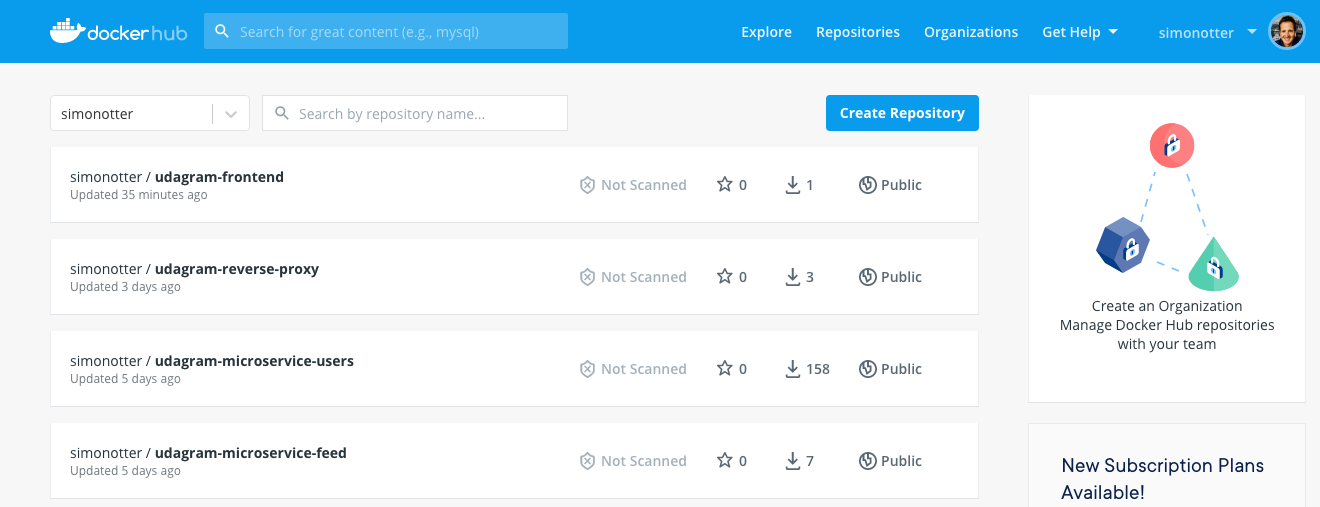 docker hub
Search for great content (e.g., mysql)
Explore
Repositories
Organizations
Get Help
simonotter
simonotter
Search by repository name...
Create Repository
simonotter / udagram-frontend
Updated 35 minutes ago
Not Scanned
0
1
Public
simonotter / udagram-reverse-proxy
Updated 3 days ago
Not Scanned
0
3
Public
simonotter / udagram-microservice-users
Updated 5 days ago
Not Scanned
0
158
Public
simonotter / udagram-microservice-feed
Updated 5 days ago
Not Scanned
0
7
Public
Create an Organization
Manage Docker Hub repositories
with your team
New Subscription Plans
Available!